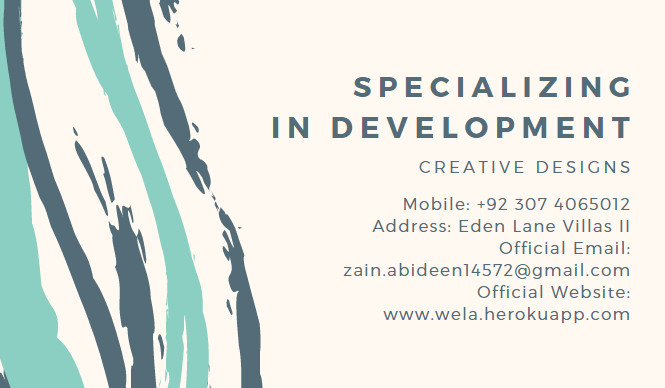 SPECIALIZING
IN DEVELOPMENT
CREATIVE DESIGNS
Mobile: +92 307 4065012
Address: Eden Lane Villas II
Official Email:
zain.abideen14572@gmail.com
Official Website:
www.wela.herokuapp.com